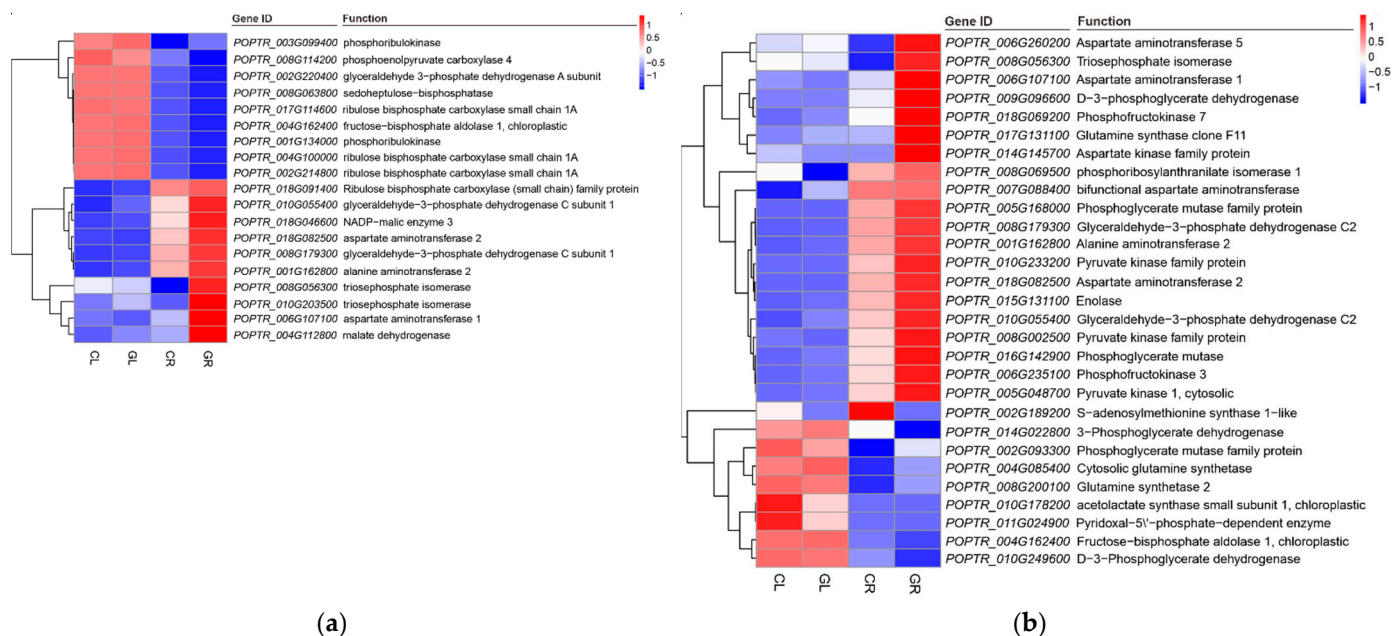 Gene ID Function
POPTR_003G099400 phosphoribulokinase
POPTR_008G114200 phosphoenolpyruvate carboxylase 4
POPTR_002G220400 glyceraldehyde 3−phosphate dehydrogenase A subunit
POPTR_008G063800 sedoheptulose−bisphosphatase
POPTR_017G114600 ribulose bisphosphate carboxylase small chain 1A
POPTR_004G162400 fructose−bisphosphate aldolase 1, chloroplastic
POPTR_001G134000 phosphoribulokinase
POPTR_004G100000 ribulose bisphosphate carboxylase small chain 1A
POPTR_002G214800 ribulose bisphosphate carboxylase small chain 1A
POPTR_018G091400 Ribulose bisphosphate carboxylase (small chain) family protein
POPTR_010G055400 glyceraldehyde−3−phosphate dehydrogenase C subunit 1
POPTR_018G046600 NADP−malic enzyme 3
POPTR_018G082500 aspartate aminotransferase 2
POPTR_008G179300 glyceraldehyde−3−phosphate dehydrogenase C subunit 1
POPTR_001G162800 alanine aminotransferase 2
POPTR_008G056300 triosephosphate isomerase
POPTR_010G203500 triosephosphate isomerase
POPTR_006G107100 aspartate aminotransferase 1
POPTR_004G112800 malate dehydrogenase
CL GL CR GR
1
0.5
0
−0.5
−1
(a)
Gene ID Function
POPTR_006G260200 Aspartate aminotransferase 5
POPTR_008G056300 Triosephosphate isomerase
POPTR_006G107100 Aspartate aminotransferase 1
POPTR_009G096600 D−3−phosphoglycerate dehydrogenase
POPTR_018G069200 Phosphofructokinase 7
POPTR_017G131100 Glutamine synthase clone F11
POPTR_014G145700 Aspartate kinase family protein
POPTR_008G069500 phosphoribosylanthranilate isomerase 1
POPTR_007G088400 bifunctional aspartate aminotransferase
POPTR_005G168000 Phosphoglycerate mutase family protein
POPTR_008G179300 Glyceraldehyde−3−phosphate dehydrogenase C2
POPTR_001G162800 Alanine aminotransferase 2
POPTR_010G233200 Pyruvate kinase family protein
POPTR_018G082500 Aspartate aminotransferase 2
POPTR_015G131100 Enolase
POPTR_010G055400 Glyceraldehyde−3−phosphate dehydrogenase C2
POPTR_008G002500 Pyruvate kinase family protein
POPTR_016G142900 Phosphoglycerate mutase
POPTR_006G235100 Phosphofructokinase 3
POPTR_005G048700 Pyruvate kinase 1, cytosolic
POPTR_002G189200 S−adenosylmethionine synthase 1−like
POPTR_014G022800 3−Phosphoglycerate dehydrogenase
POPTR_002G093300 Phosphoglycerate mutase family protein
POPTR_004G085400 Cytosolic glutamine synthetase
POPTR_008G200100 Glutamine synthetase 2
POPTR_010G178200 acetolactate synthase small subunit 1, chloroplastic
POPTR_011G024900 Pyridoxal−5\'−phosphate−dependent enzyme
POPTR_004G162400 Fructose−bisphosphate aldolase 1, chloroplastic
POPTR_010G249600 D−3−Phosphoglycerate dehydrogenase
CL GL CR GR
1
0.5
0
−0.5
−1
(b)